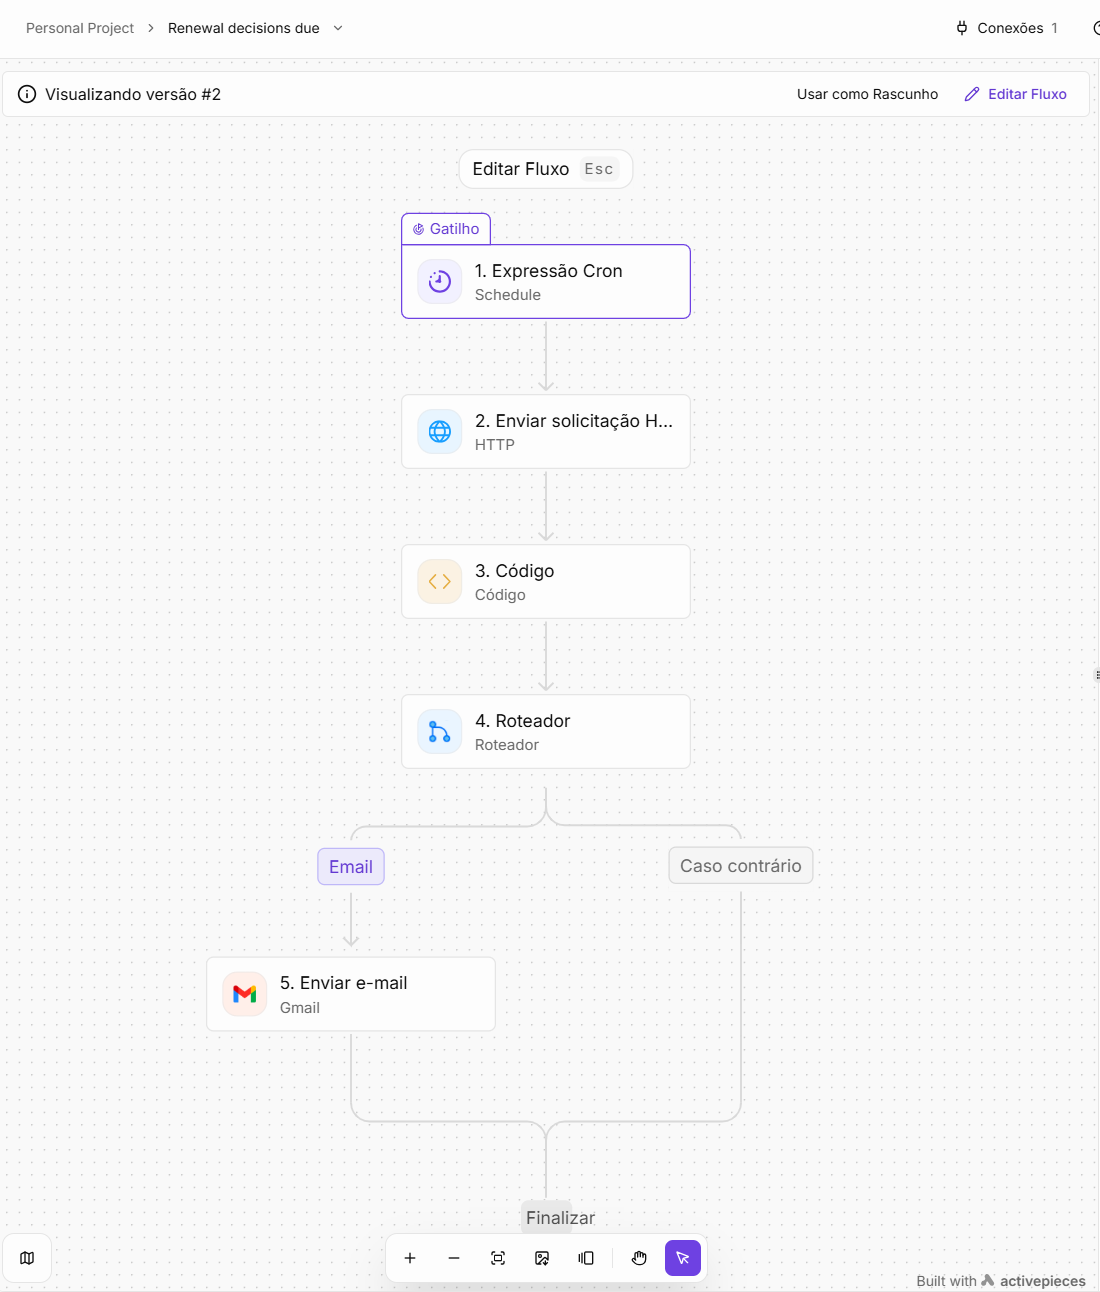 Personal Project > Renewal decisions due
Conexões 1
Visualizando versão #2
Usar como Rascunho
Editar Fluxo
Editar Fluxo Esc
Gatilho
1. Expressão Cron
Schedule
2. Enviar solicitação H...
HTTP
3. Código
Código
4. Roteador
Roteador
Email
Caso contrário
5. Enviar e-mail
Gmail
Finalizar
Built with activepieces